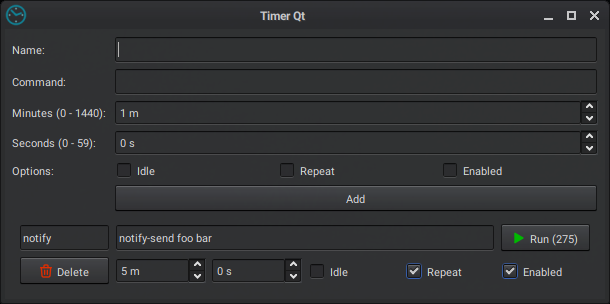 Timer Qt
Name:
Command:
Minutes (0 - 1440): 1 m
Seconds (0 - 59): 0 s
Options: Idle Repeat Enabled
Add
notify notify-send foo bar Run (275)
Delete 5 m 0 s Idle Repeat Enabled